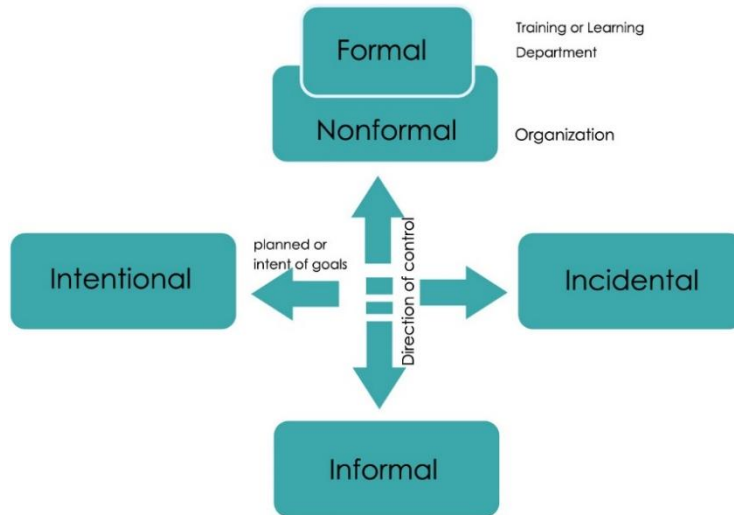 Formal
Training or Learning
Department
Nonformal
Organization
Intentional
planned or
intent of goals
Direction of control
Incidental
Informal